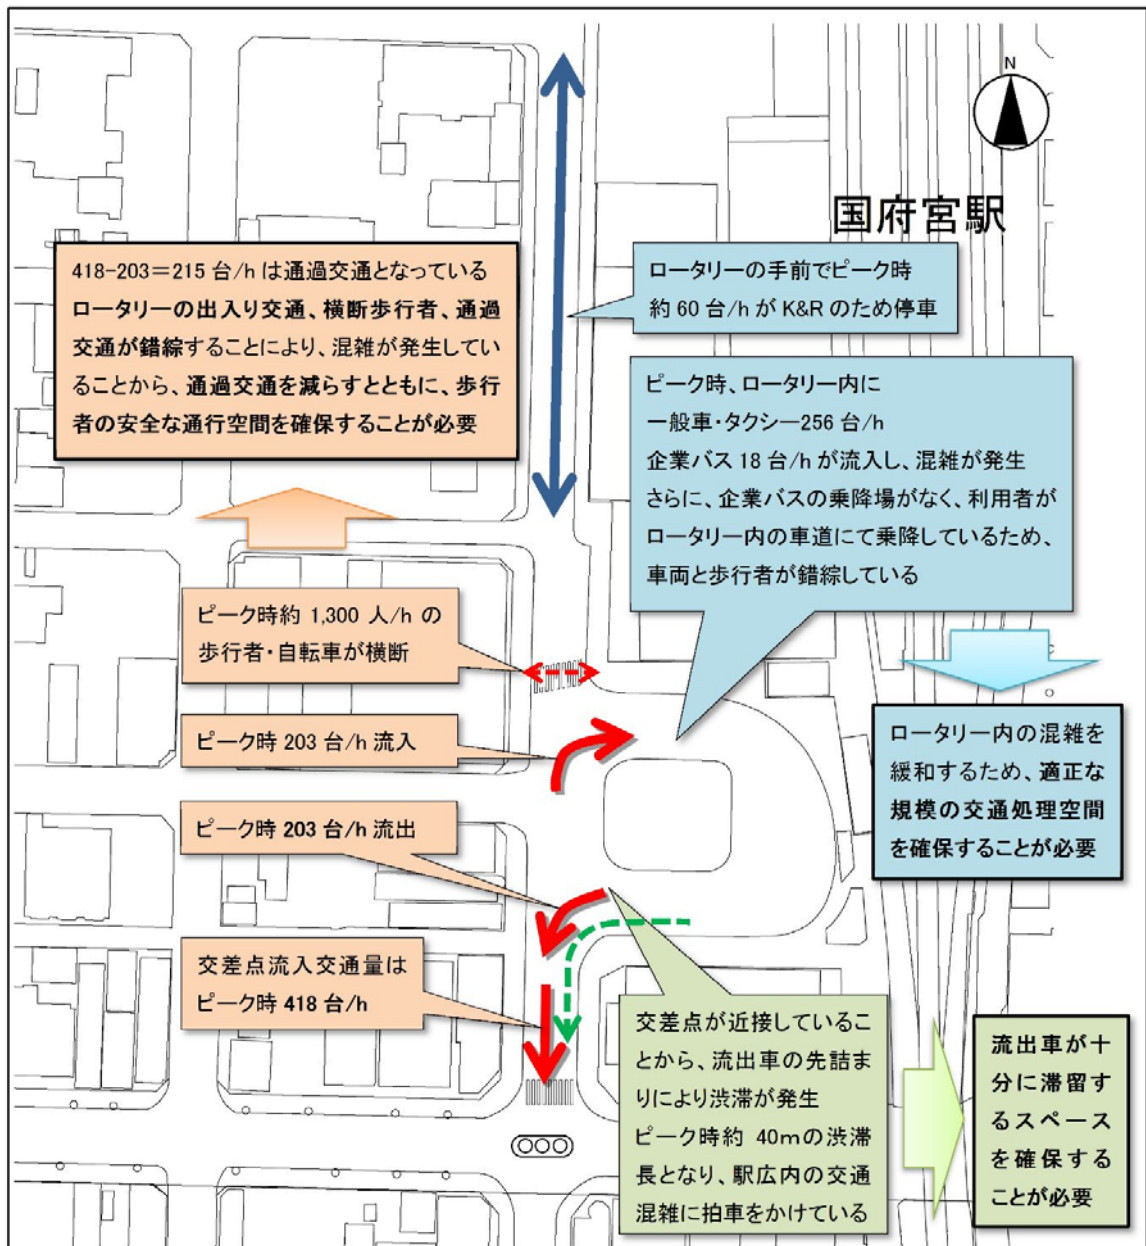 N
国府宮駅
418-203=215 台/h は通過交通となっている
ロータリーの出入り交通、横断歩行者、通過
交通が錯綜することにより、混雑が発生してい
ることから、通過交通を減らすとともに、歩行
者の安全な通行空間を確保することが必要
ロータリーの手前でピーク時
約 60 台/h が K&R のため停車
ピーク時、ロータリー内に
一般車・タクシー256 台/h
企業バス 18 台/h が流入し、混雑が発生
さらに、企業バスの乗降場がなく、利用者が
ロータリー内の車道にて乗降しているため、
車両と歩行者が錯綜している
ピーク時約 1,300 人/h の
歩行者・自転車が横断
ピーク時 203 台/h 流入
ロータリー内の混雑を
緩和するため、適正な
規模の交通処理空間
を確保することが必要
ピーク時 203 台/h 流出
交差点流入交通量は
ピーク時 418 台/h
交差点が近接しているこ
とから、流出車の先詰ま
りにより渋滞が発生
ピーク時約 40mの渋滞
長となり、駅広内の交通
混雑に拍車をかけている
流出車が十
分に滞留す
るスペース
を確保する
ことが必要